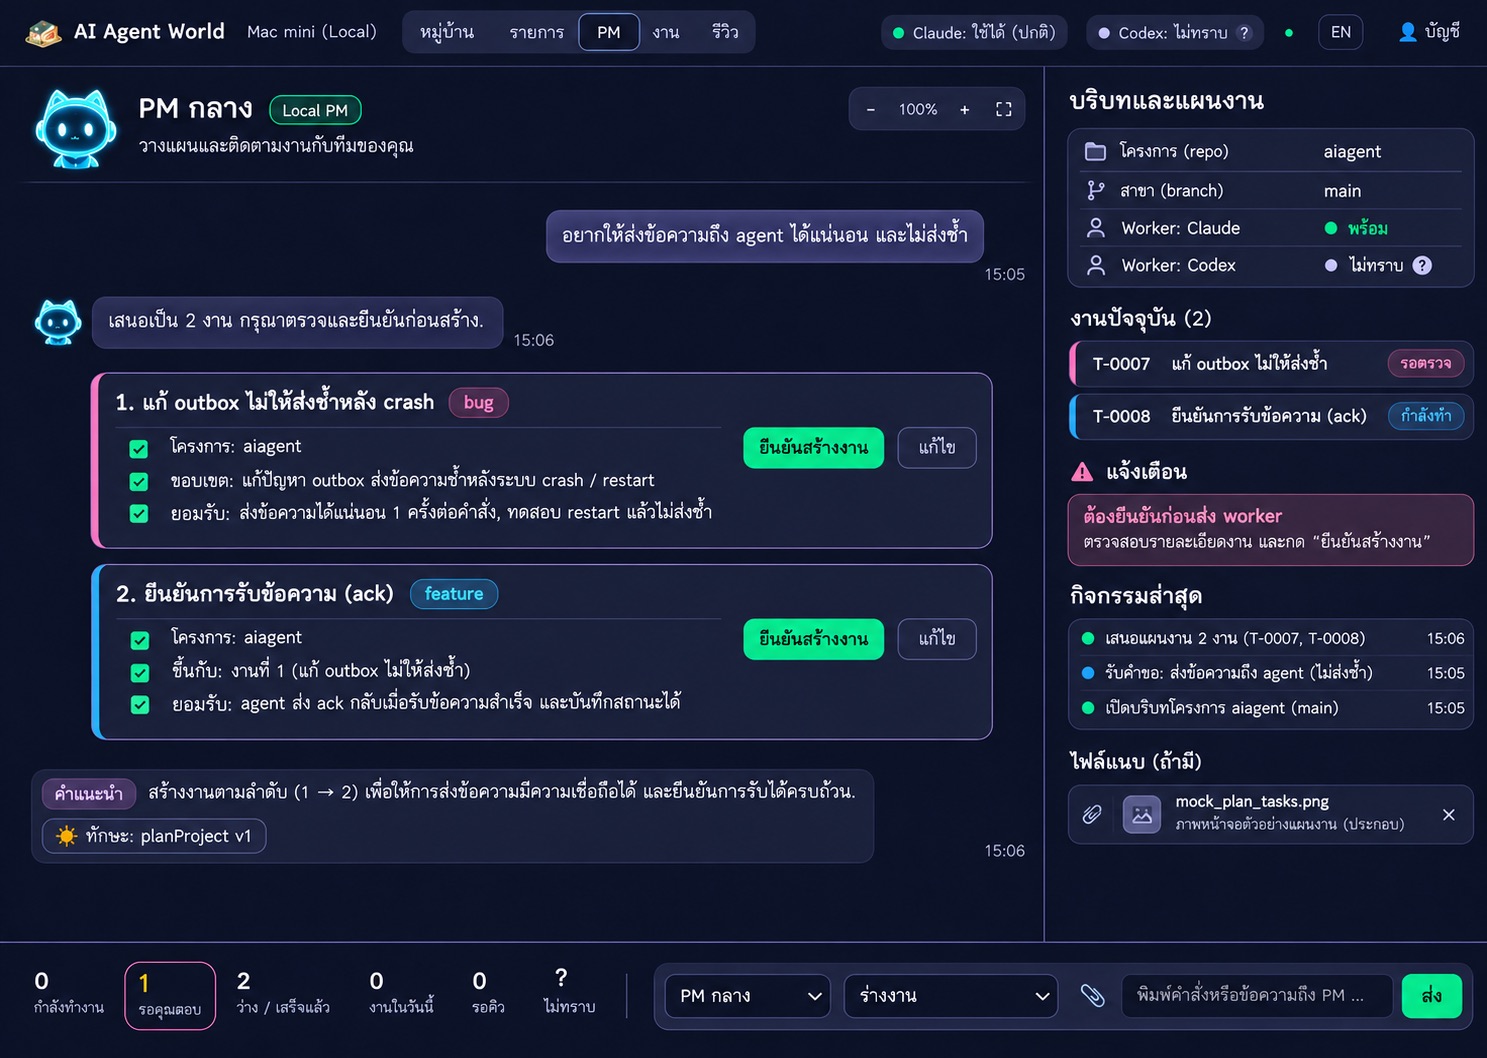 AI Agent World
Mac mini (Local)
หมู่บ้าน รายการ PM งาน รีวิว
Claude: ใช้ได้ (ปกติ)
Codex: ไม่ทราบ ?
EN
บัญชี
PM กลาง Local PM
วางแผนและติดตามงานกับทีมของคุณ
− 100% +
อยากให้ส่งข้อความถึง agent ได้แน่นอน และไม่ส่งซ้ำ
15:05
เสนอเป็น 2 งาน กรุณาตรวจและยืนยันก่อนสร้าง.
15:06
1. แก้ outbox ไม่ให้ส่งซ้ำหลัง crash bug
โครงการ: aiagent
ขอบเขต: แก้ปัญหา outbox ส่งข้อความซ้ำหลังระบบ crash / restart
ยอมรับ: ส่งข้อความได้แน่นอน 1 ครั้งต่อคำสั่ง, ทดสอบ restart แล้วไม่ส่งซ้ำ
ยืนยันสร้างงาน แก้ไข
2. ยืนยันการรับข้อความ (ack) feature
โครงการ: aiagent
ขึ้นกับ: งานที่ 1 (แก้ outbox ไม่ให้ส่งซ้ำ)
ยอมรับ: agent ส่ง ack กลับเมื่อรับข้อความสำเร็จ และบันทึกสถานะได้
ยืนยันสร้างงาน แก้ไข
คำแนะนำ สร้างงานตามลำดับ (1 → 2) เพื่อให้การส่งข้อความมีความเชื่อถือได้ และยืนยันการรับได้ครบถ้วน.
ทักษะ: planProject v1
15:06
บริบทและแผนงาน
โครงการ (repo) aiagent
สาขา (branch) main
Worker: Claude พร้อม
Worker: Codex ไม่ทราบ ?
งานปัจจุบัน (2)
T-0007 แก้ outbox ไม่ให้ส่งซ้ำ รอตรวจ
T-0008 ยืนยันการรับข้อความ (ack) กำลังทำ
แจ้งเตือน
ต้องยืนยันก่อนส่ง worker
ตรวจสอบรายละเอียดงาน และกด “ยืนยันสร้างงาน”
กิจกรรมล่าสุด
เสนอแผนงาน 2 งาน (T-0007, T-0008) 15:06
รับคำขอ: ส่งข้อความถึง agent (ไม่ส่งซ้ำ) 15:05
เปิดบริบทโครงการ aiagent (main) 15:05
ไฟล์แนบ (ถ้ามี)
mock_plan_tasks.png
ภาพหน้าจอตัวอย่างแผนงาน (ประกอบ)
0 1 2 0 0 ?
กำลังทำงาน รอคุณตอบ ว่าง / เสร็จแล้ว งานในวันนี้ รอคิว ไม่ทราบ
PM กลาง
ร่างงาน
พิมพ์คำสั่งหรือข้อความถึง PM ...
ส่ง